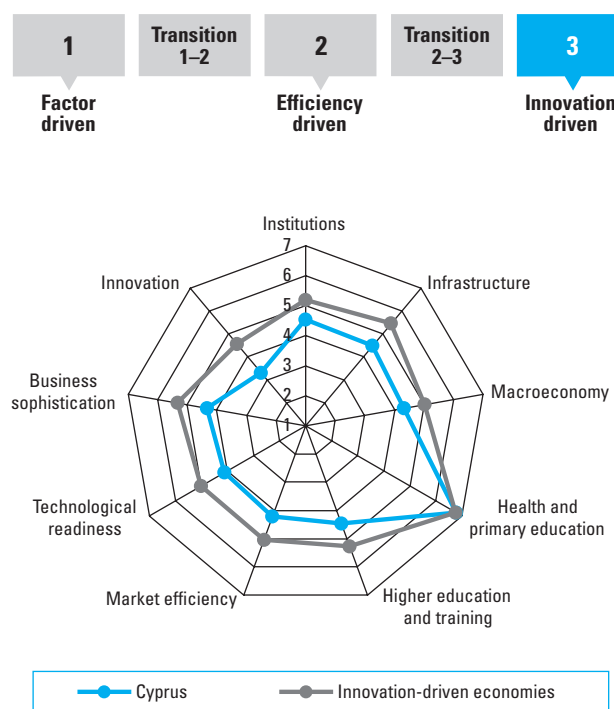 1
Transition
1–2
2
Transition
2–3
3
Factor
driven
Efficiency
driven
Innovation
driven
Institutions
7
6
5
4
3
2
1
Infrastructure
Macroeconomy
Health and
primary education
Higher education
and training
Market efficiency
Technological
readiness
Business
sophistication
Innovation
Cyprus
Innovation-driven economies